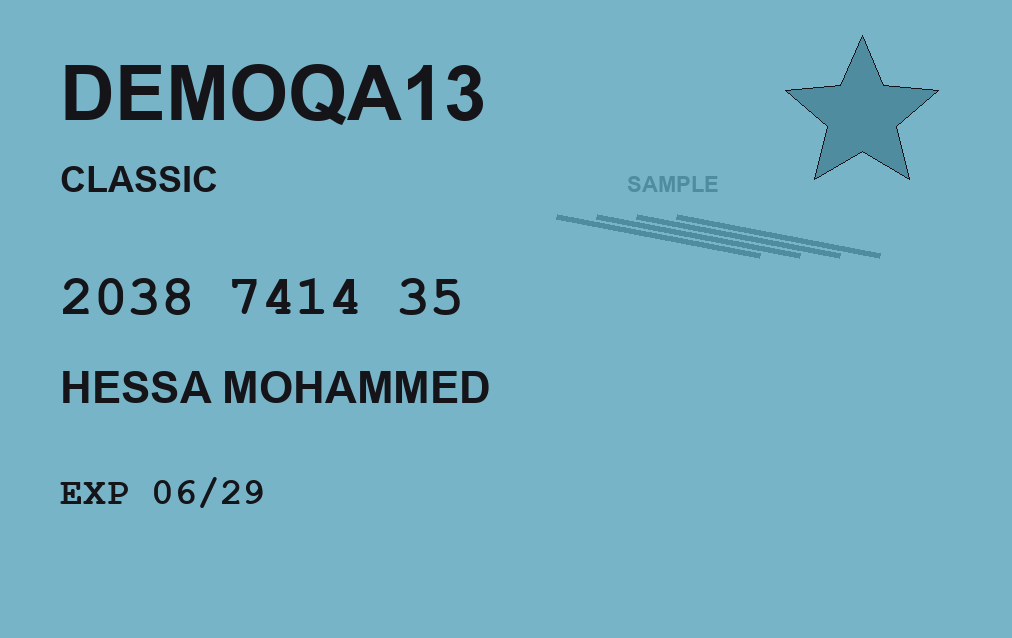 DEMOQA13
CLASSIC
SAMPLE
2038 7414 35
HESSA MOHAMMED
EXP 06/29